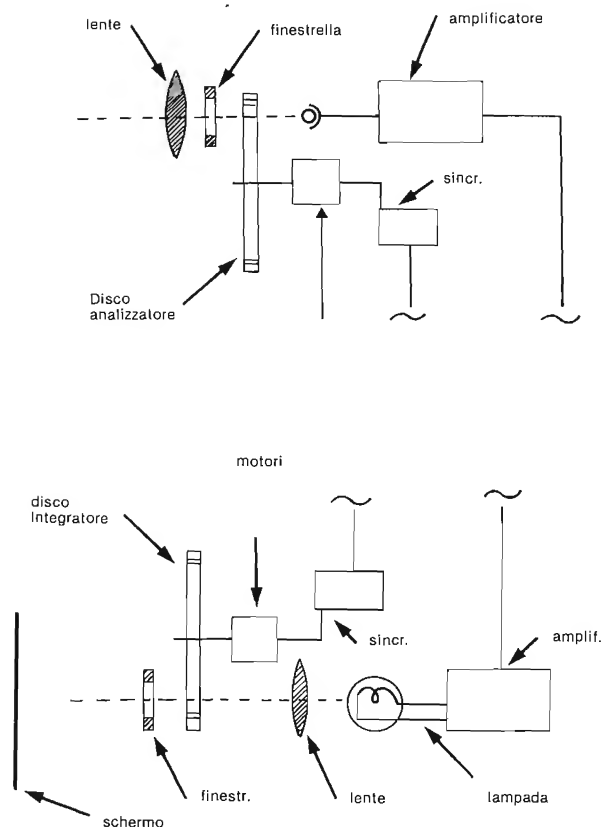 lente
finestrella
amplificatore
sincr.
Disco
analizzatore
motori
disco
Integratore
sincr.
amplif.
finestr.
lente
lampada
schermo